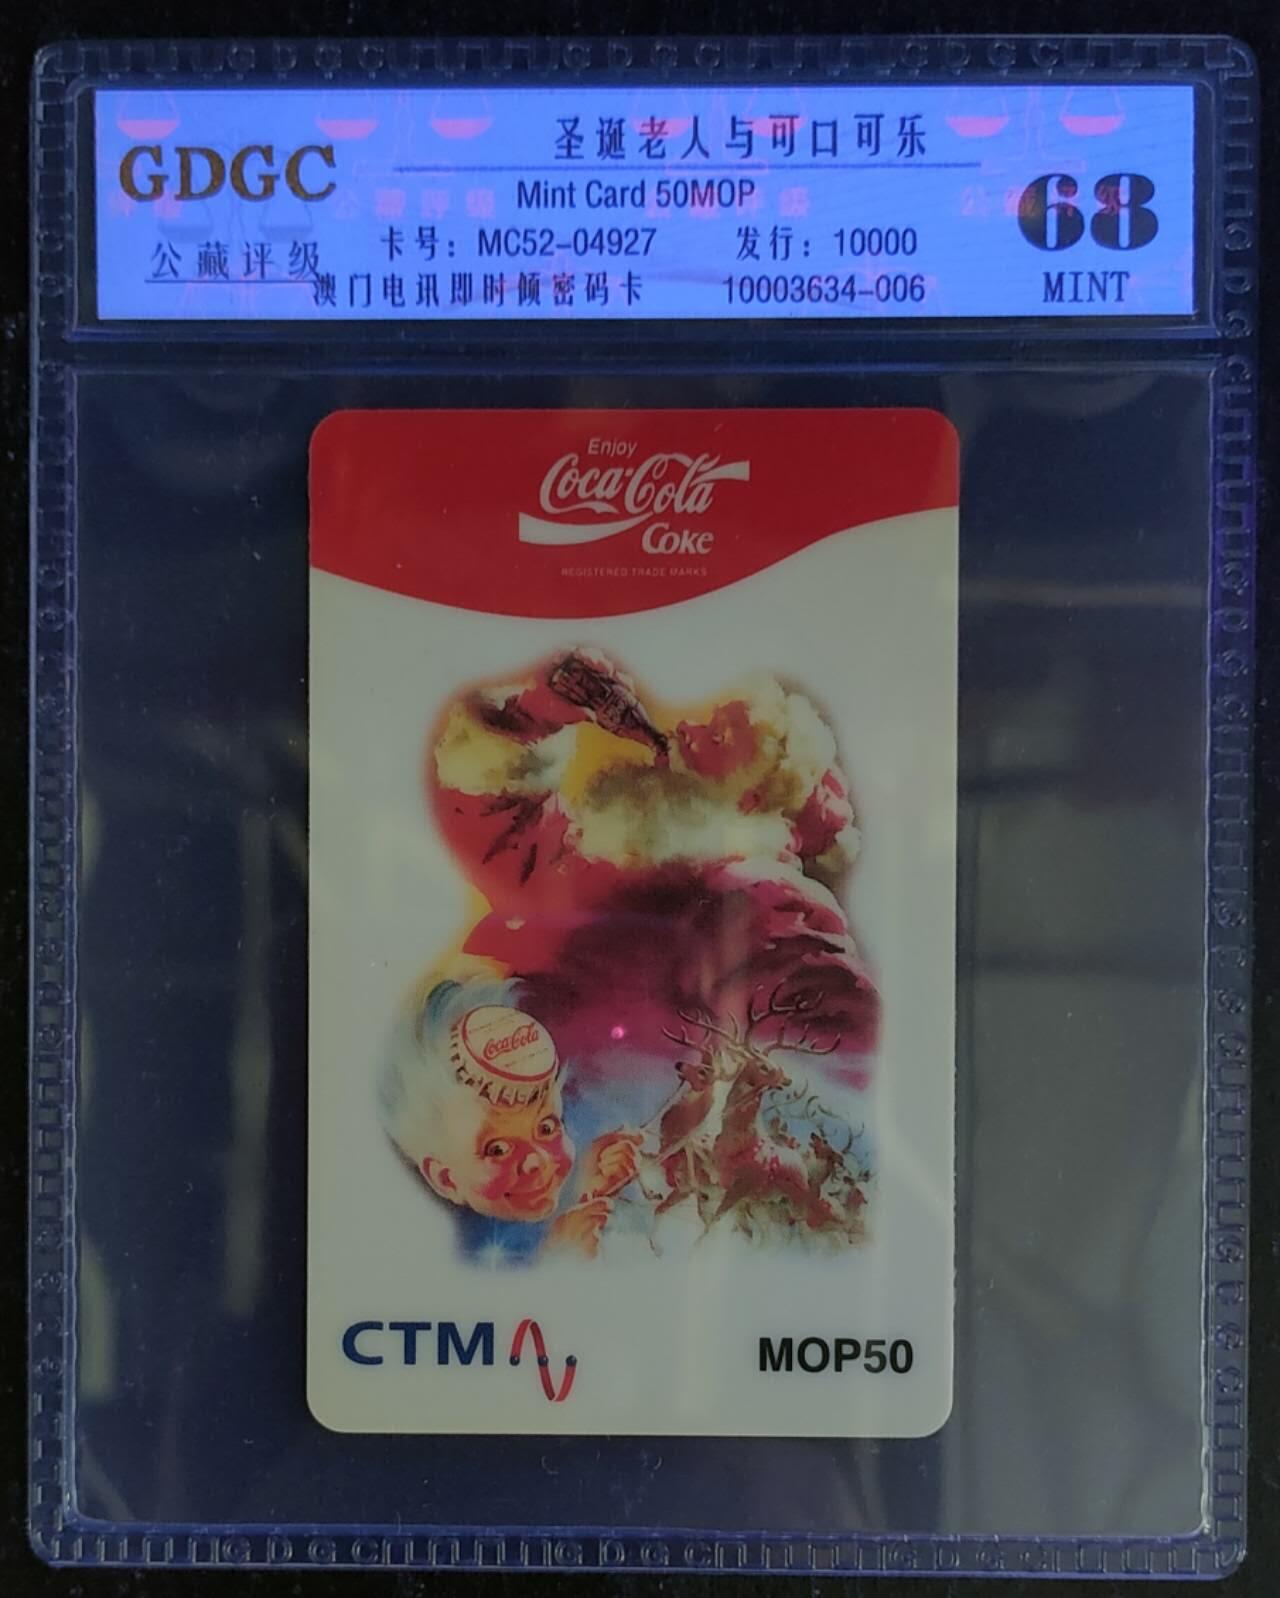 GDGC
公藏评级
圣诞老人与可口可乐
Mint Card 50MOP
卡号：MC52-04927 发行：10000
澳门电讯即时倾密码卡 10003634-006
68
MINT
Enjoy
Coca-Cola
Coke
REGISTERED TRADE MARKS
Coca-Cola
CTM
MOP50